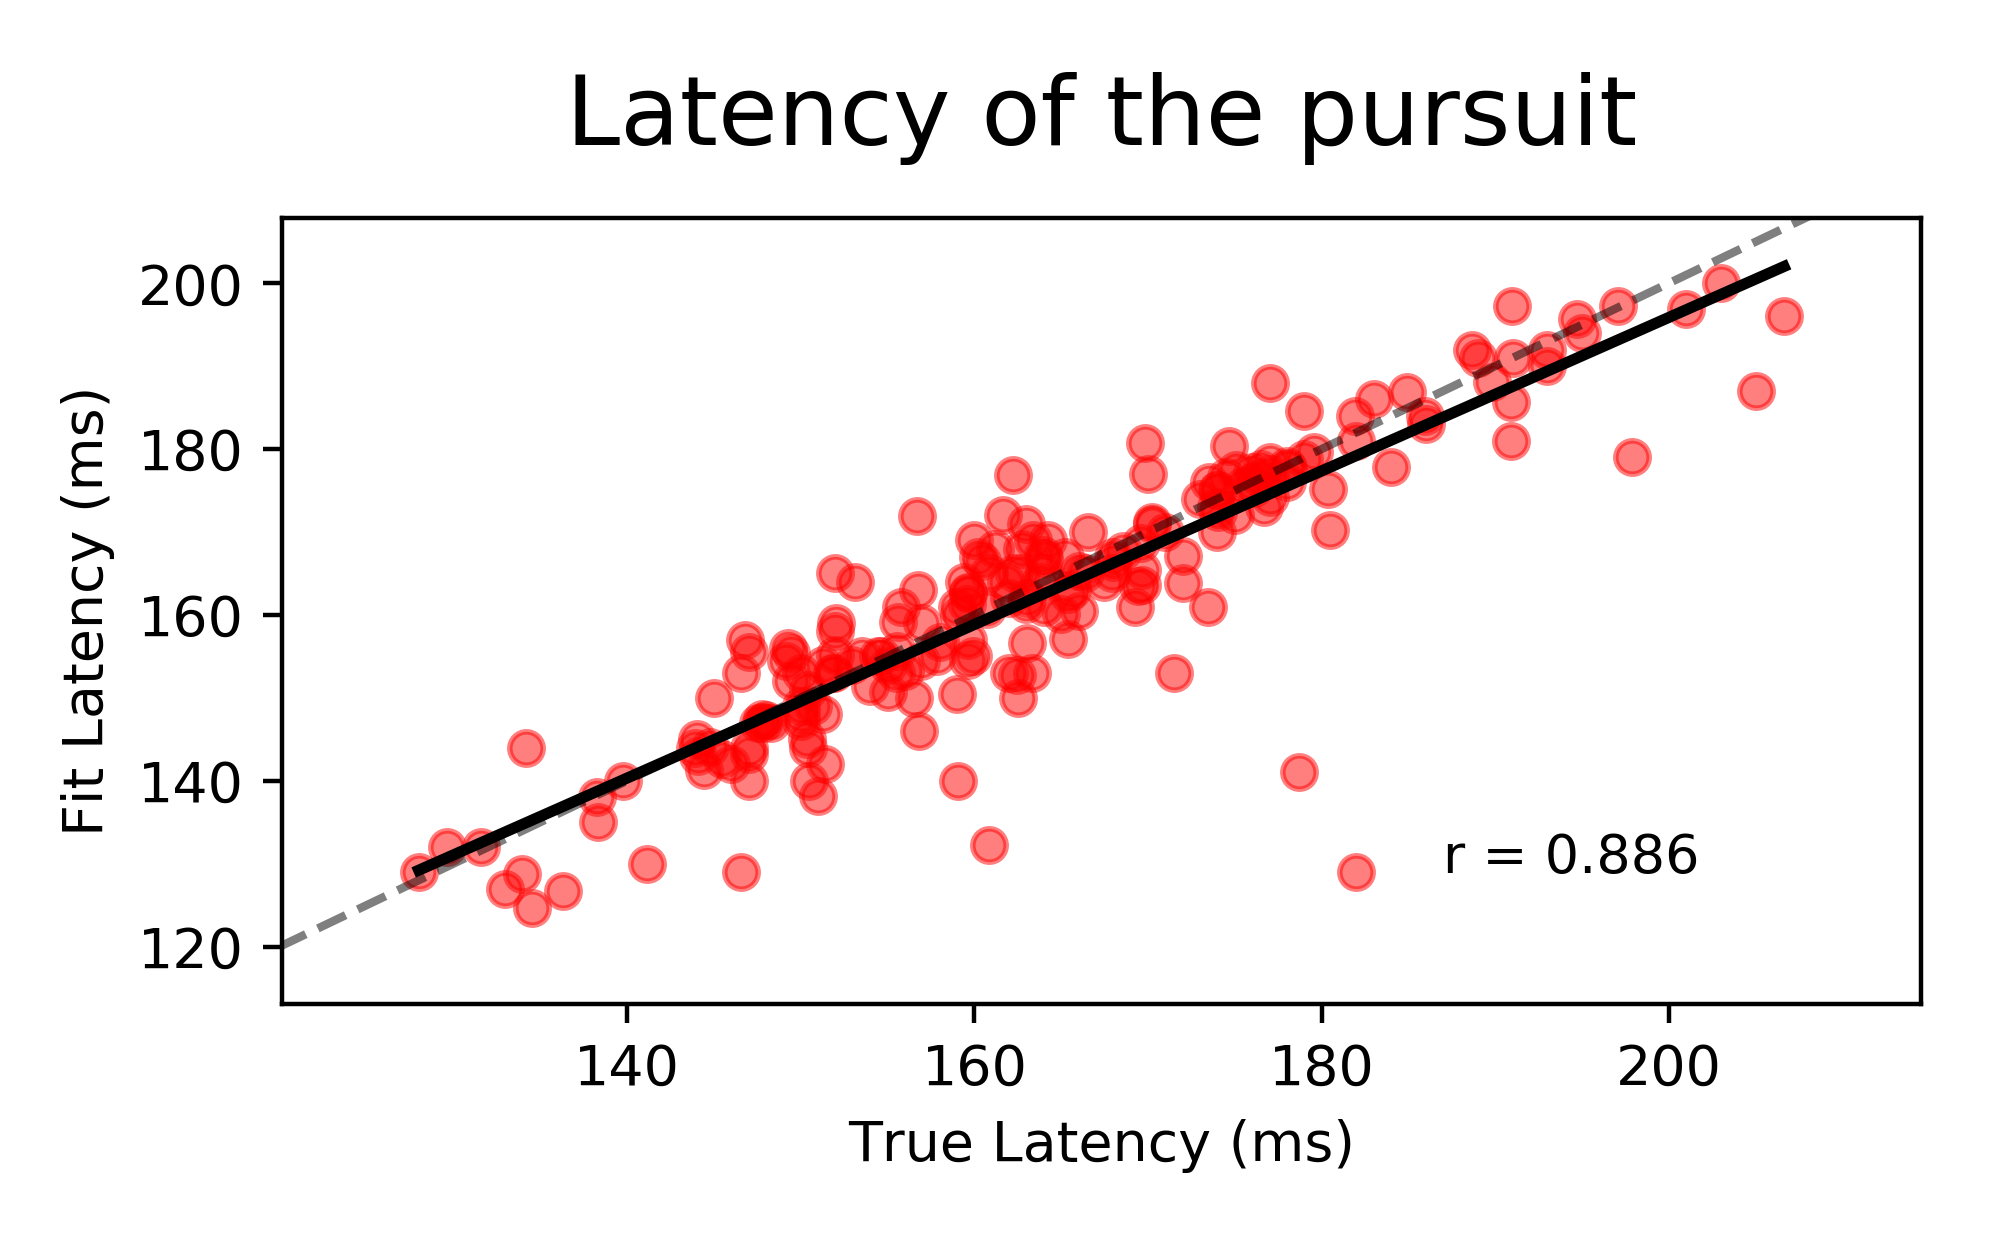 Latency of the pursuit
200
180
160
140
120
Fit Latency (ms)
r = 0.886
140
160
180
200
True Latency (ms)